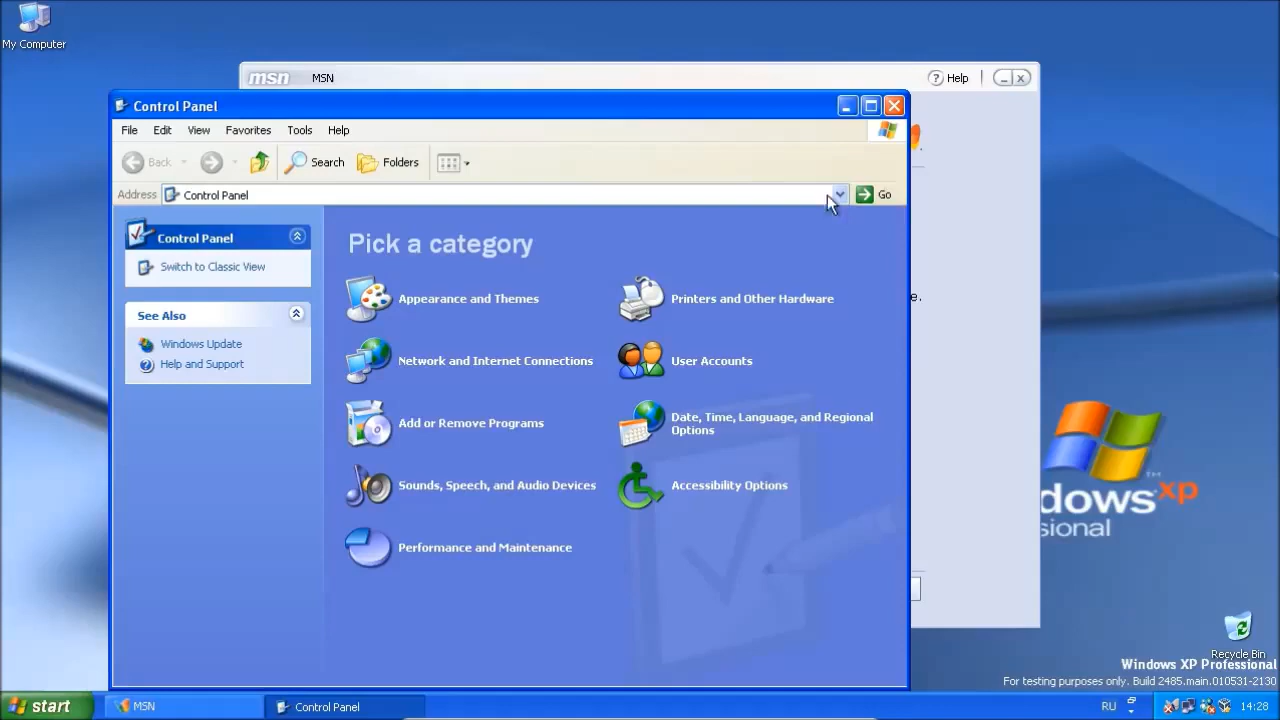 My Computer
msn MSN Help
Control Panel
File Edit View Favorites Tools Help
Back Search Folders
Address Control Panel Go
Control Panel
Switch to Classic View
See Also
Windows Update
Help and Support
Pick a category
Appearance and Themes
Printers and Other Hardware
Network and Internet Connections
User Accounts
Add or Remove Programs
Date, Time, Language, and Regional
Options
Sounds, Speech, and Audio Devices
Accessibility Options
Performance and Maintenance
e.
dows xp
sional
Recycle Bin
Windows XP Professional
For testing purposes only. Build 2485.main.010531-2130
start MSN Control Panel RU 14:28